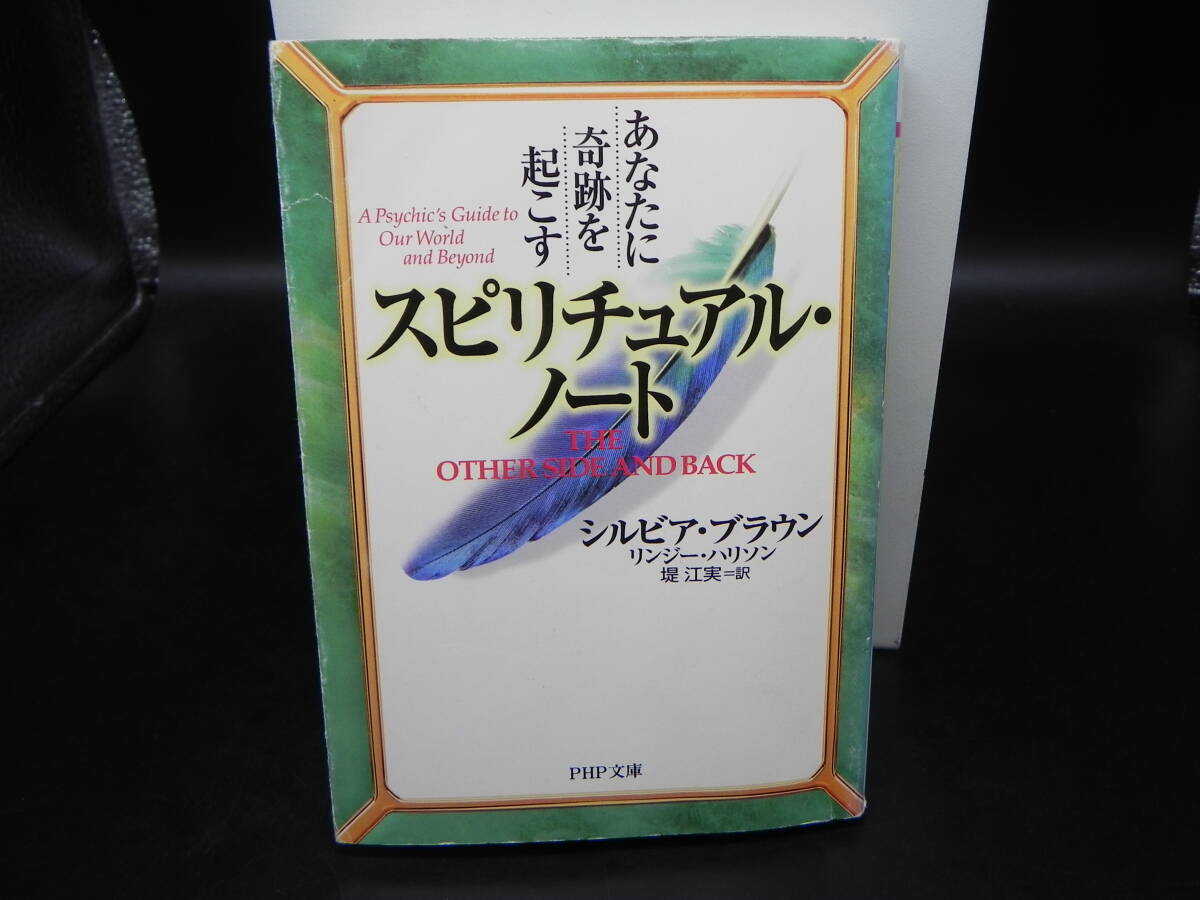 あなたに
奇跡を
起こす
A Psychic's Guide to
Our World
and Beyond
スピリチュアル・
ノート
THE
OTHER SIDE AND BACK
シルビア・ブラウン
リンジー・ハリソン
堤 江実＝訳
PHP文庫